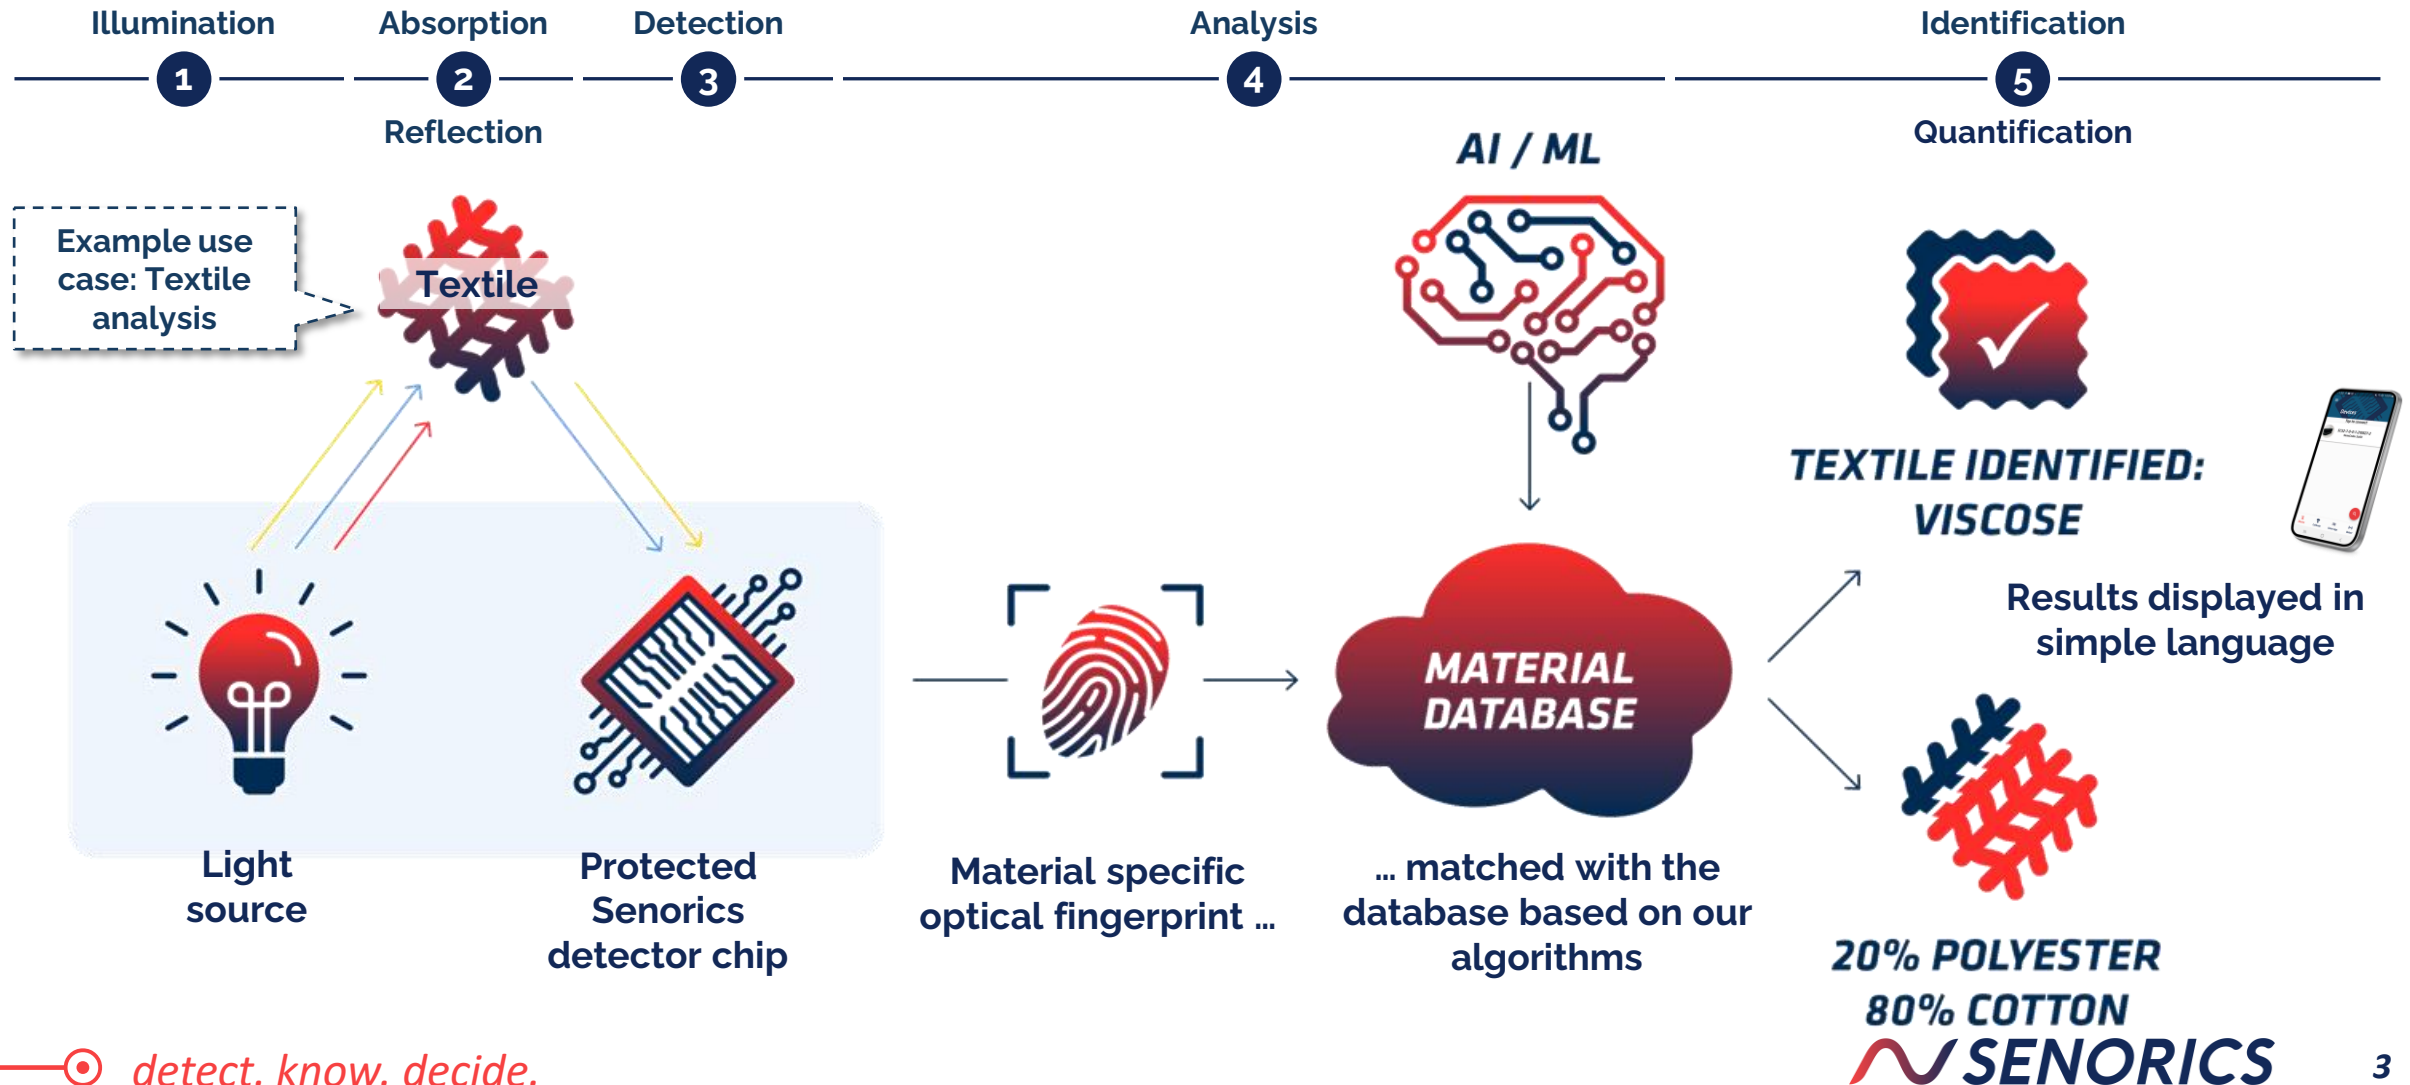 Illumination
Absorption
Detection
Analysis
Identification
1
2
3
4
5
Reflection
Quantification
Example use
case: Textile
analysis
Textile
AI / ML
TEXTILE IDENTIFIED:
VISCOSE
Devices
Results displayed in
simple language
MATERIAL
DATABASE
Light
source
Protected
Senorics
detector chip
Material specific
optical fingerprint ...
... matched with the
database based on our
algorithms
20% POLYESTER
80% COTTON
detect. know. decide.
SENORICS
3